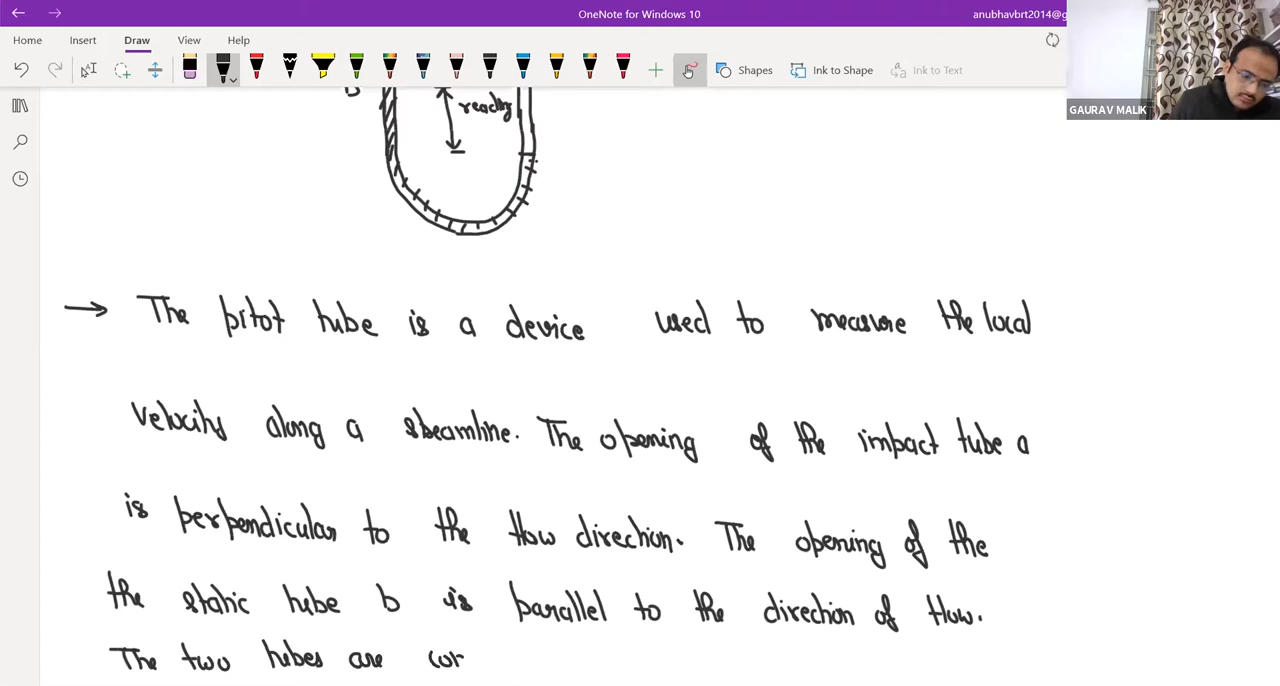 OneNote for Windows 10
anubhavbrt2014@g
Home Insert Draw View Help
Shapes Ink to Shape Ink to Text
GAURAV MALIK
reading
→ The pitot tube is a device used to measure the local
velocity along a streamline. The opening of the impact tube a
is perpendicular to the flow direction. The opening of the
the static tube b is parallel to the direction of flow.
The two tubes are cor